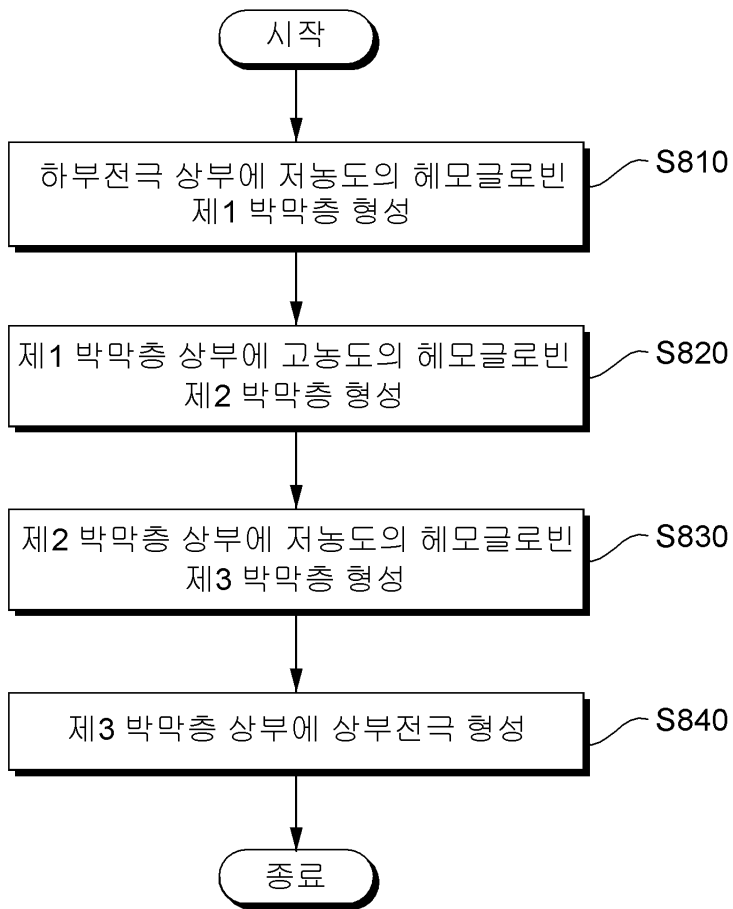 시작
하부전극 상부에 저농도의 헤모글로빈
제1 박막층 형성
S810
제1 박막층 상부에 고농도의 헤모글로빈
제2 박막층 형성
S820
제2 박막층 상부에 저농도의 헤모글로빈
제3 박막층 형성
S830
제3 박막층 상부에 상부전극 형성
S840
종료